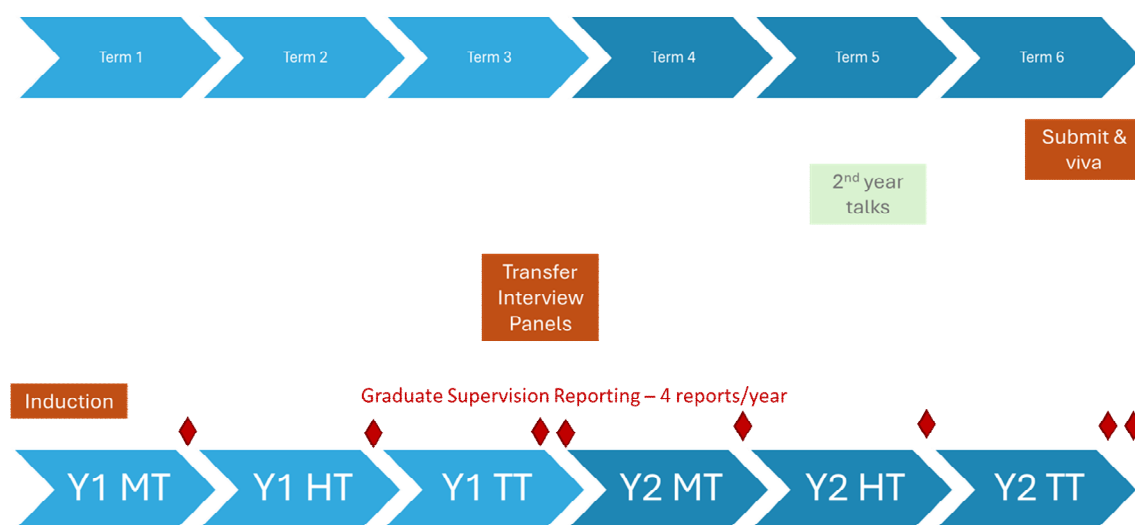 Term 1
Term 2
Term 3
Term 4
Term 5
Term 6
Submit &
viva
2nd year
talks
Transfer
Interview
Panels
Induction
Graduate Supervision Reporting – 4 reports/year
Y1 MT
Y1 HT
Y1 TT
Y2 MT
Y2 HT
Y2 TT